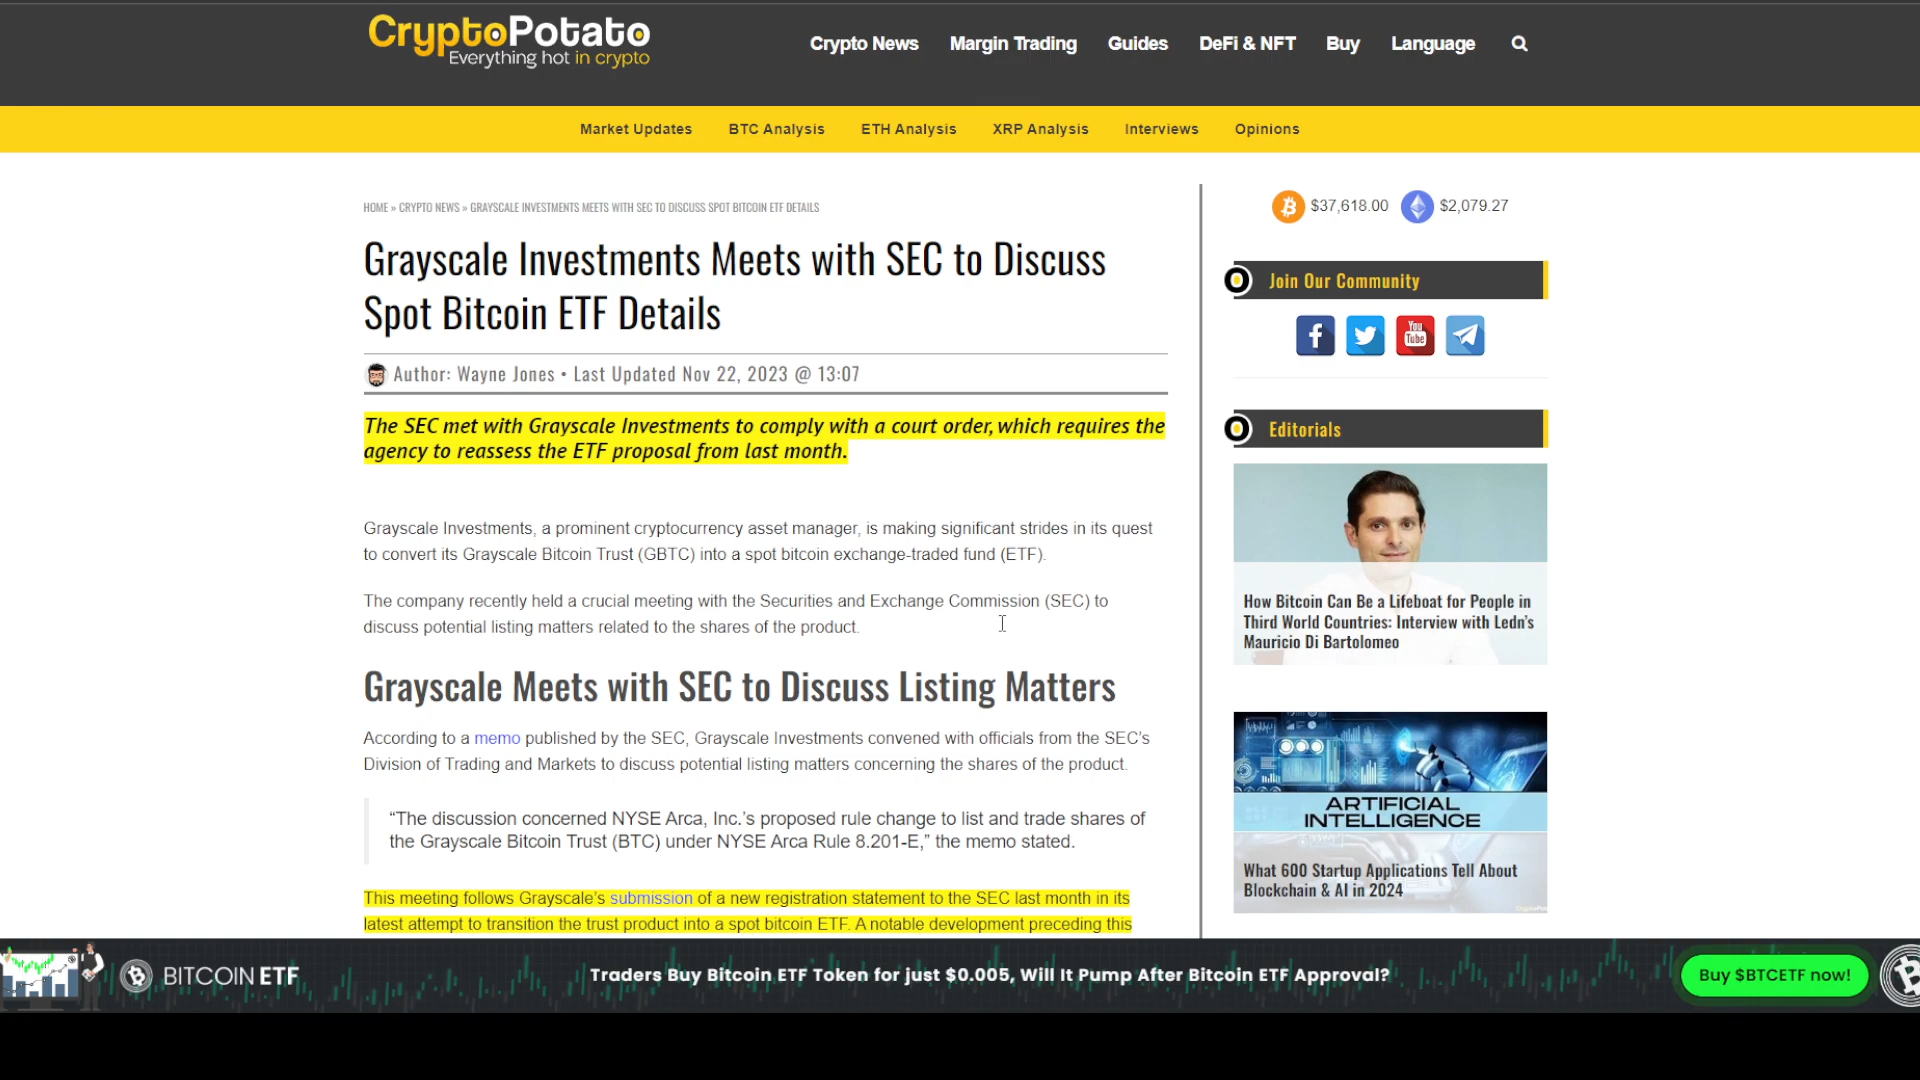 CryptoPotato
Everything hot in crypto
Crypto News Margin Trading Guides DeFi & NFT Buy Language
Market Updates BTC Analysis ETH Analysis XRP Analysis Interviews Opinions
HOME » CRYPTO NEWS » GRAYSCALE INVESTMENTS MEETS WITH SEC TO DISCUSS SPOT BITCOIN ETF DETAILS
Grayscale Investments Meets with SEC to Discuss
Spot Bitcoin ETF Details
Author: Wayne Jones • Last Updated Nov 22, 2023 @ 13:07
The SEC met with Grayscale Investments to comply with a court order, which requires the
agency to reassess the ETF proposal from last month.
Grayscale Investments, a prominent cryptocurrency asset manager, is making significant strides in its quest
to convert its Grayscale Bitcoin Trust (GBTC) into a spot bitcoin exchange-traded fund (ETF).
The company recently held a crucial meeting with the Securities and Exchange Commission (SEC) to
discuss potential listing matters related to the shares of the product.
Grayscale Meets with SEC to Discuss Listing Matters
According to a memo published by the SEC, Grayscale Investments convened with officials from the SEC’s
Division of Trading and Markets to discuss potential listing matters concerning the shares of the product.
“The discussion concerned NYSE Arca, Inc.’s proposed rule change to list and trade shares of
the Grayscale Bitcoin Trust (BTC) under NYSE Arca Rule 8.201-E,” the memo stated.
This meeting follows Grayscale’s submission of a new registration statement to the SEC last month in its
latest attempt to transition the trust product into a spot bitcoin ETF. A notable development preceding this
$37,618.00 $2,079.27
Join Our Community
You
Tube
Editorials
How Bitcoin Can Be a Lifeboat for People in
Third World Countries: Interview with Ledn’s
Mauricio Di Bartolomeo
ARTIFICIAL
INTELLIGENCE
What 600 Startup Applications Tell About
Blockchain & AI in 2024
BITCOIN ETF
Traders Buy Bitcoin ETF Token for just $0.005, Will It Pump After Bitcoin ETF Approval?
Buy $BTCETF now!